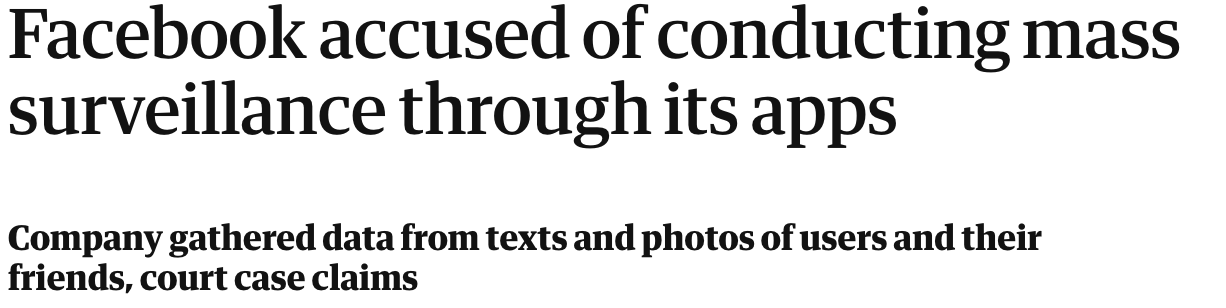 Facebook accused of conducting mass
surveillance through its apps
Company gathered data from texts and photos of users and their
friends, court case claims